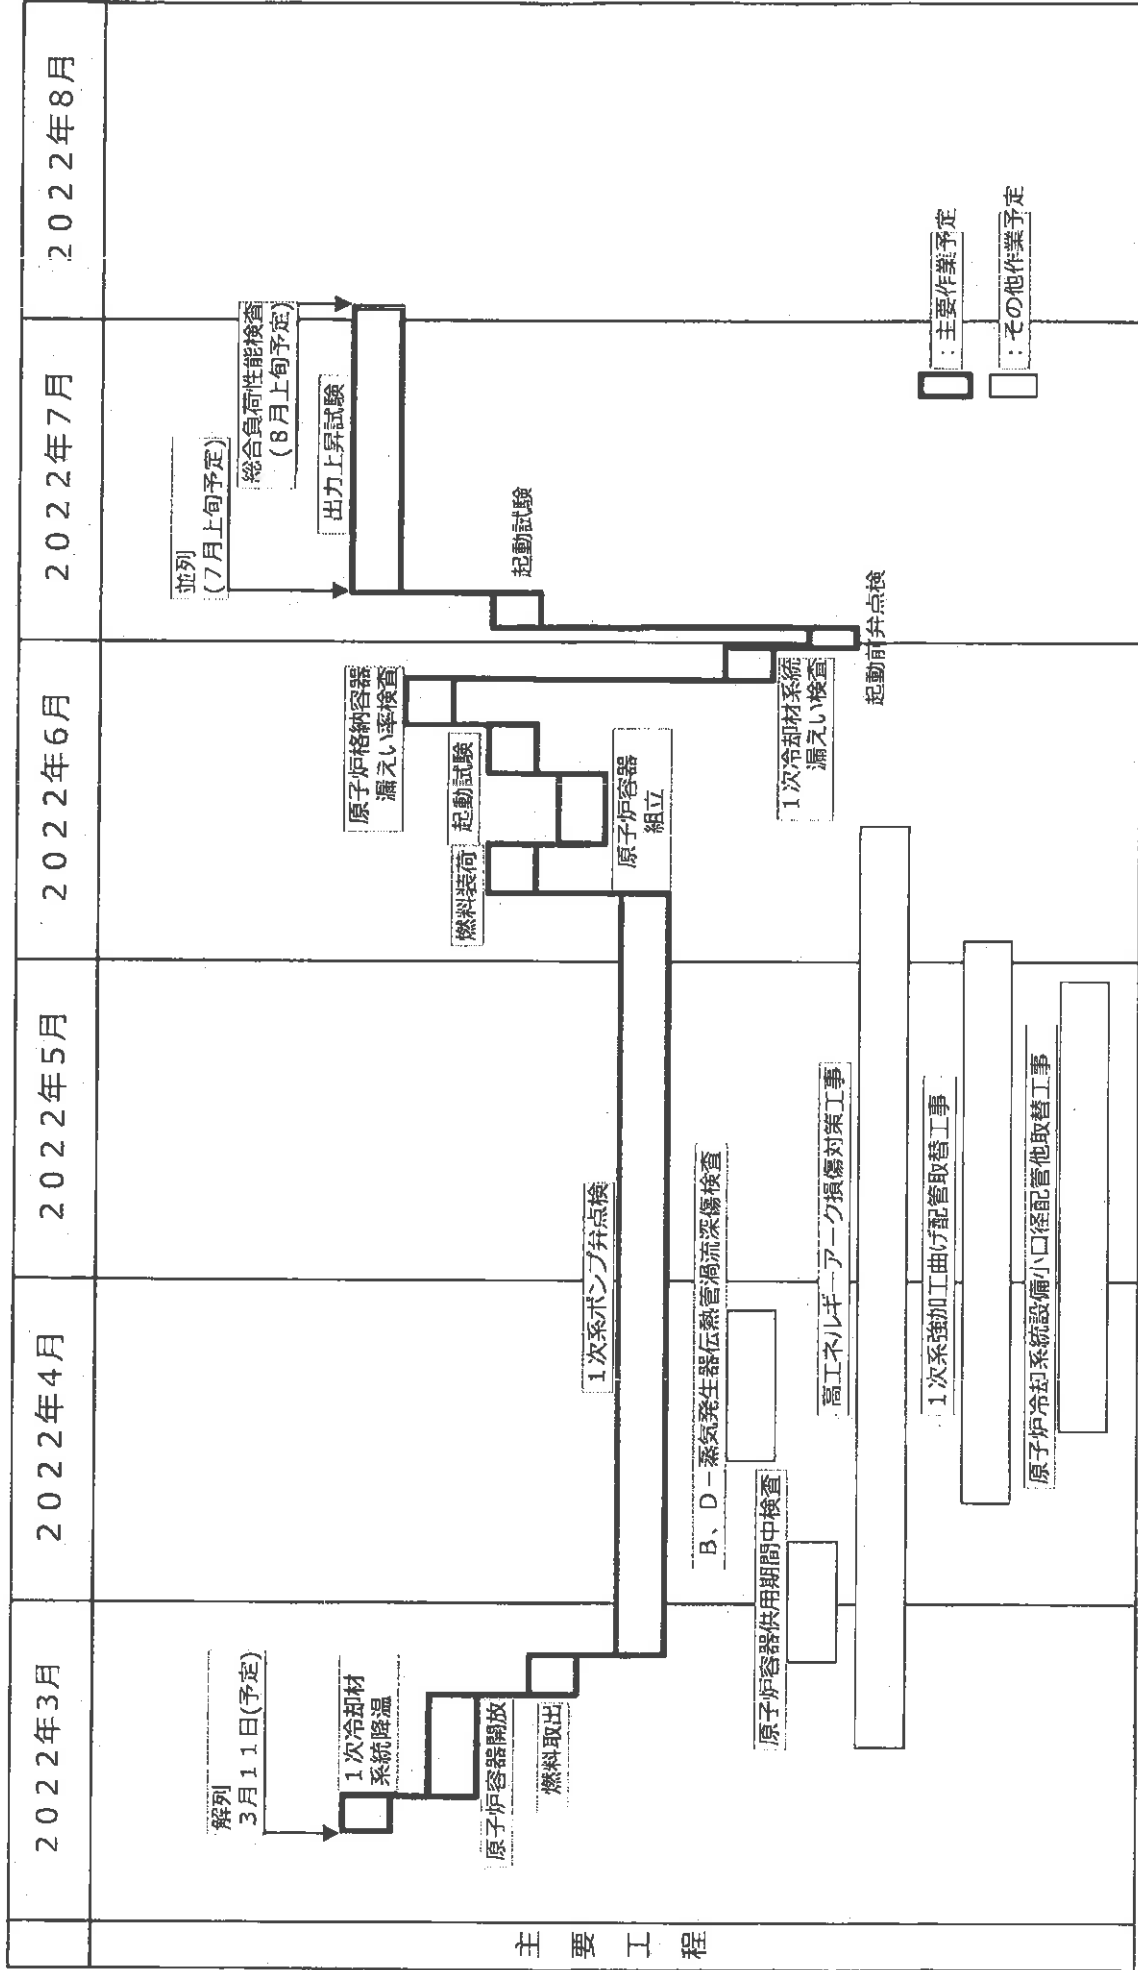 2022年3月
2022年4月
2022年5月
2022年6月
2022年7月
2022年8月
主要工程
解列
3月11日(予定)
1次冷却材
系統降温
原子炉容器開放
燃料取出
1次系ポンプ弁点検
燃料装荷
原子炉容器
組立
起動試験
原子炉格納容器
漏えい率検査
1次冷却材系統
漏えい検査
起動前弁点検
起動試験
並列
(7月上旬予定)
出力上昇試験
総合負荷性能検査
(8月上旬予定)
B、D－蒸気発生器伝熱管渦流深傷検査
原子炉容器供用期間中検査
高エネルギーアーク損傷対策工事
1次系強加工曲げ配管取替工事
原子炉冷却系統設備小口径配管他取替工事
：主要作業予定
：その他作業予定